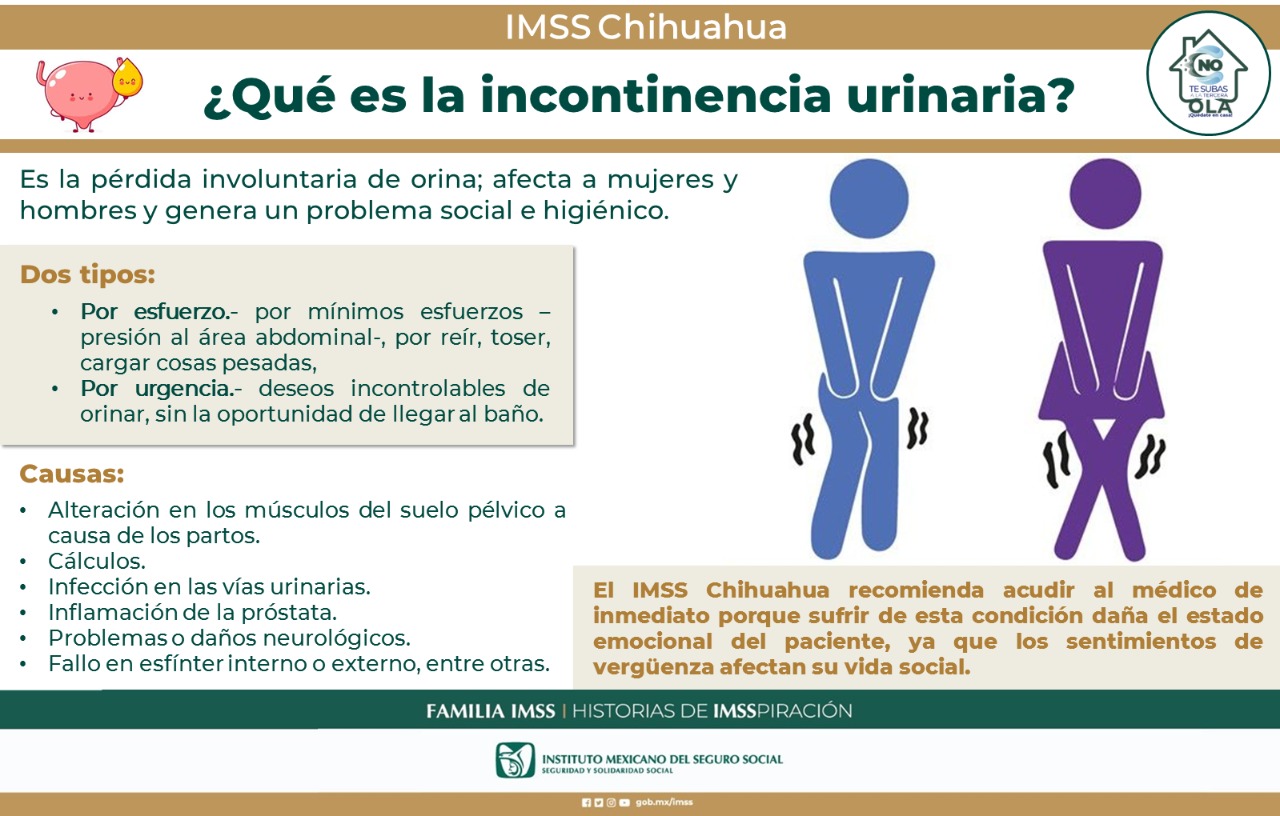 IMSS Chihuahua
¿Qué es la incontinencia urinaria?
NO
TE SUBAS
A LA TERCERA
OLA
¡Quédate en casa!
Es la pérdida involuntaria de orina; afecta a mujeres y
hombres y genera un problema social e higiénico.
Dos tipos:
• Por esfuerzo.- por mínimos esfuerzos –
presión al área abdominal-, por reír, toser,
cargar cosas pesadas,
• Por urgencia.- deseos incontrolables de
orinar, sin la oportunidad de llegar al baño.
Causas:
• Alteración en los músculos del suelo pélvico a
causa de los partos.
• Cálculos.
• Infección en las vías urinarias.
• Inflamación de la próstata.
• Problemas o daños neurológicos.
• Fallo en esfínter interno o externo, entre otras.
El IMSS Chihuahua recomienda acudir al médico de
inmediato porque sufrir de esta condición daña el estado
emocional del paciente, ya que los sentimientos de
vergüenza afectan su vida social.
FAMILIA IMSS | HISTORIAS DE IMSSPIRACIÓN
INSTITUTO MEXICANO DEL SEGURO SOCIAL
SEGURIDAD Y SOLIDARIDAD SOCIAL
gob.mx/imss